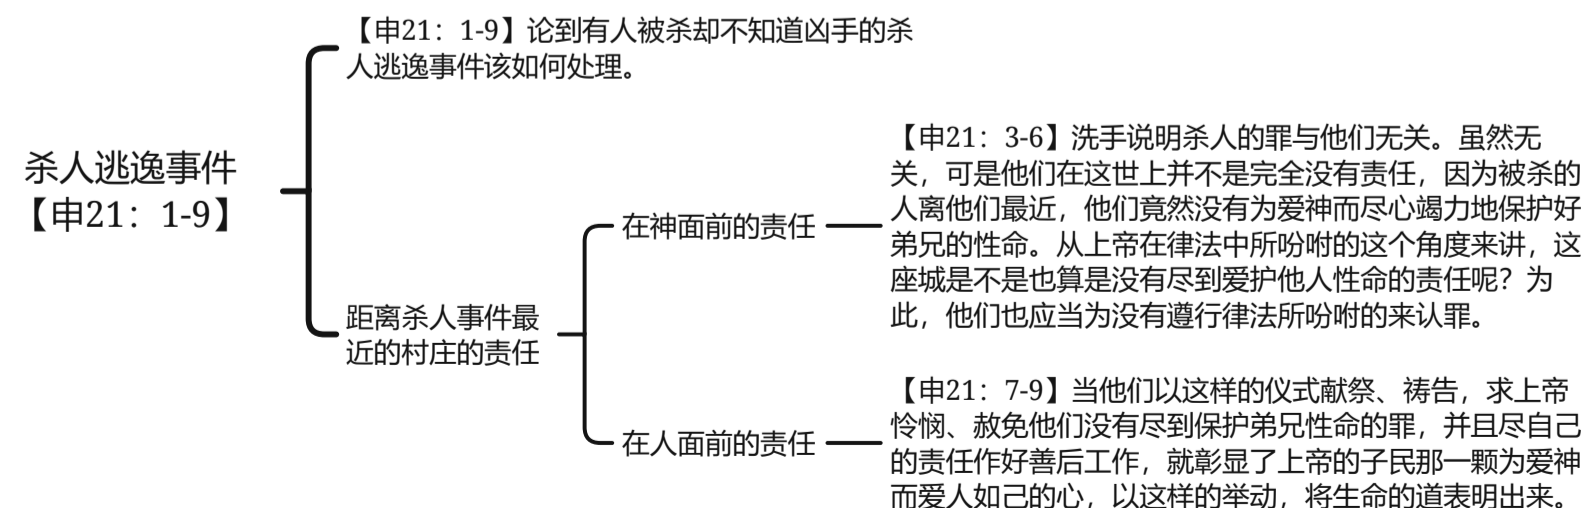 杀人逃逸事件
【申21：1-9】
【申21：1-9】论到有人被杀却不知道凶手的杀
人逃逸事件该如何处理。
距离杀人事件最
近的村庄的责任
在神面前的责任
【申21：3-6】洗手说明杀人的罪与他们无关。虽然无
关，可是他们在这世上并不是完全没有责任，因为被杀的
人离他们最近，他们竟然没有为爱神而尽心竭力地保护好
弟兄的性命。从上帝在律法中所吩咐的这个角度来讲，这
座城是不是也算是没有尽到爱护他人性命的责任呢？为
此，他们也应当为没有遵行律法所吩咐的来认罪。
在人面前的责任
【申21：7-9】当他们以这样的仪式献祭、祷告，求上帝
怜悯、赦免他们没有尽到保护弟兄性命的罪，并且尽自己
的责任作好善后工作，就彰显了上帝的子民那一颗为爱神
而爱人如己的心，以这样的举动，将生命的道表明出来。